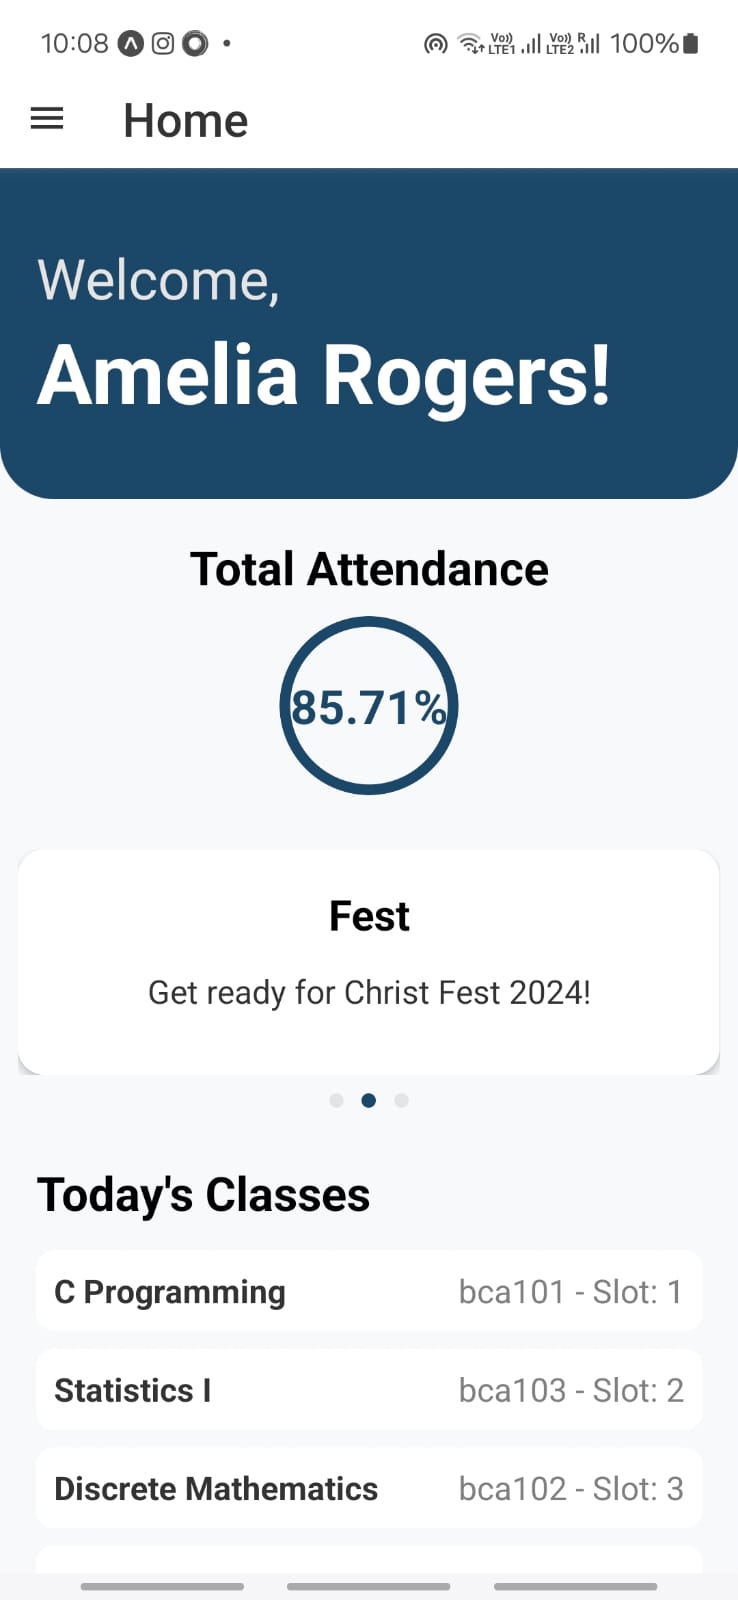 10:08
Vo)) LTE1 Vo)) LTE2 R 100%
Home
Welcome,
Amelia Rogers!
Total Attendance
85.71%
Fest
Get ready for Christ Fest 2024!
Today's Classes
C Programming bca101 - Slot: 1
Statistics I bca103 - Slot: 2
Discrete Mathematics bca102 - Slot: 3